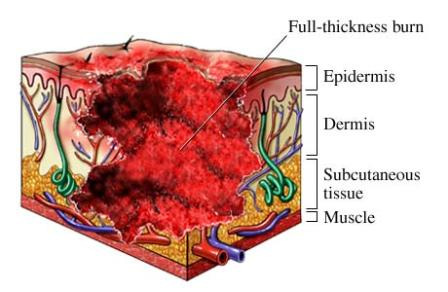 Full-thickness burn
Epidermis
Dermis
Subcutaneous
tissue
Muscle